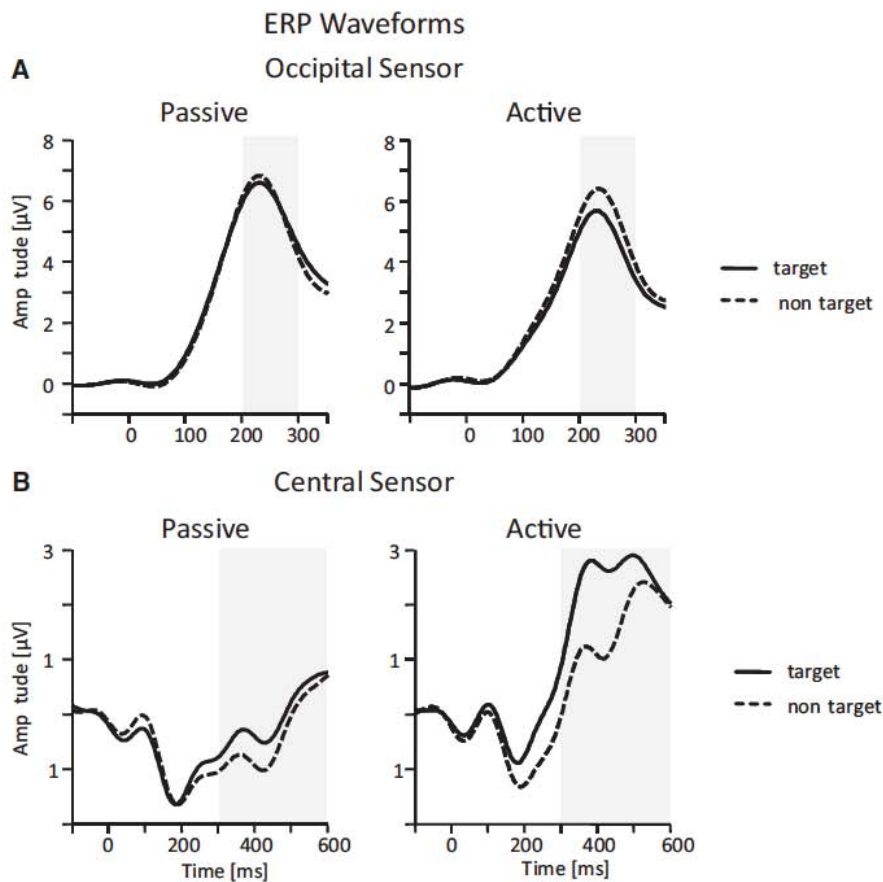 ERP Waveforms
A
Occipital Sensor
Passive
Active
8
6
4
2
0
Amp tude [µV]
0 100 200 300
8
6
4
2
0
0 100 200 300
target
non target
B
Central Sensor
Passive
Active
3
1
1
Amp tude [µV]
0 200 400 600
Time [ms]
3
1
1
0 200 400 600
Time [ms]
target
non target